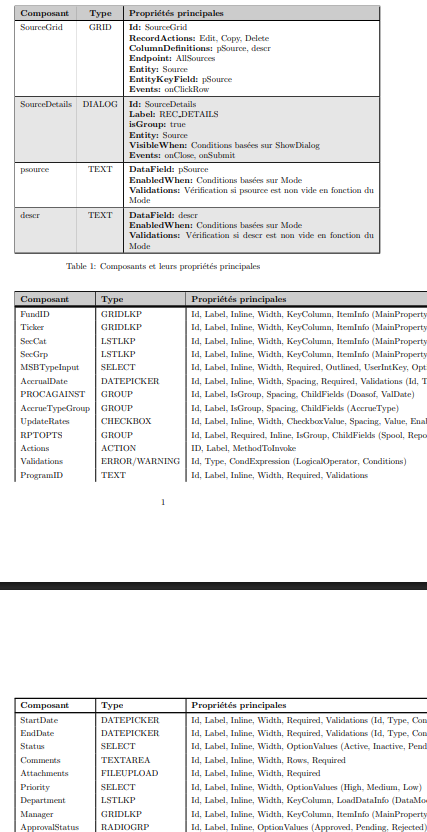 Composant Type Propriétés principales
SourceGrid GRID Id: SourceGrid
RecordActions: Edit, Copy, Delete
ColumnDefinitions: pSource, descr
Endpoint: AllSources
Entity: Source
EntityKeyField: pSource
Events: onClickRow
SourceDetails DIALOG Id: SourceDetails
Label: REC_DETAILS
isGroup: true
Entity: Source
VisibleWhen: Conditions basées sur ShowDialog
Events: onClose, onSubmit
psource TEXT DataField: pSource
EnabledWhen: Conditions basées sur Mode
Validations: Vérification si psource est non vide en fonction du
Mode
descr TEXT DataField: descr
EnabledWhen: Conditions basées sur Mode
Validations: Vérification si descr est non vide en fonction du
Mode
Table 1: Composants et leurs propriétés principales
Composant Type Propriétés principales
FundID GRIDLKP Id, Label, Inline, Width, KeyColumn, ItemInfo (MainProperty
Ticker GRIDLKP Id, Label, Inline, Width, KeyColumn, ItemInfo (MainProperty
SecCat LSTLKP Id, Label, Inline, Width, KeyColumn, ItemInfo (MainProperty
SecGrp LSTLKP Id, Label, Inline, Width, KeyColumn, ItemInfo (MainProperty
MSBTypeInput SELECT Id, Label, Inline, Width, Required, Outlined, UserIntKey, Opt
AccrualDate DATEPICKER Id, Label, Inline, Width, Spacing, Required, Validations (Id, T
PROCAGAINST GROUP Id, Label, IsGroup, Spacing, ChildFields (Doasof, ValDate)
AccrueTypeGroup GROUP Id, Label, IsGroup, Spacing, ChildFields (AccrueType)
UpdateRates CHECKBOX Id, Label, Inline, Width, CheckboxValue, Spacing, Value, Enal
RPTOPTS GROUP Id, Label, Required, Inline, IsGroup, ChildFields (Spool, Repo
Actions ACTION ID, Label, MethodToInvoke
Validations ERROR/WARNING Id, Type, CondExpression (LogicalOperator, Conditions)
ProgramID TEXT Id, Label, Inline, Width, Required, Validations
1
Composant Type Propriétés principales
StartDate DATEPICKER Id, Label, Inline, Width, Required, Validations (Id, Type, Con
EndDate DATEPICKER Id, Label, Inline, Width, Required, Validations (Id, Type, Con
Status SELECT Id, Label, Inline, Width, OptionValues (Active, Inactive, Pend
Comments TEXTAREA Id, Label, Inline, Width, Rows, Required
Attachments FILEUPLOAD Id, Label, Inline, Width, Required
Priority SELECT Id, Label, Inline, Width, OptionValues (High, Medium, Low)
Department LSTLKP Id, Label, Inline, Width, KeyColumn, LoadDataInfo (DataMo
Manager GRIDLKP Id, Label, Inline, Width, KeyColumn, ItemInfo (MainProperty
ApprovalStatus RADIOGRP Id, Label, Inline, OptionValues (Approved, Pending, Rejected)